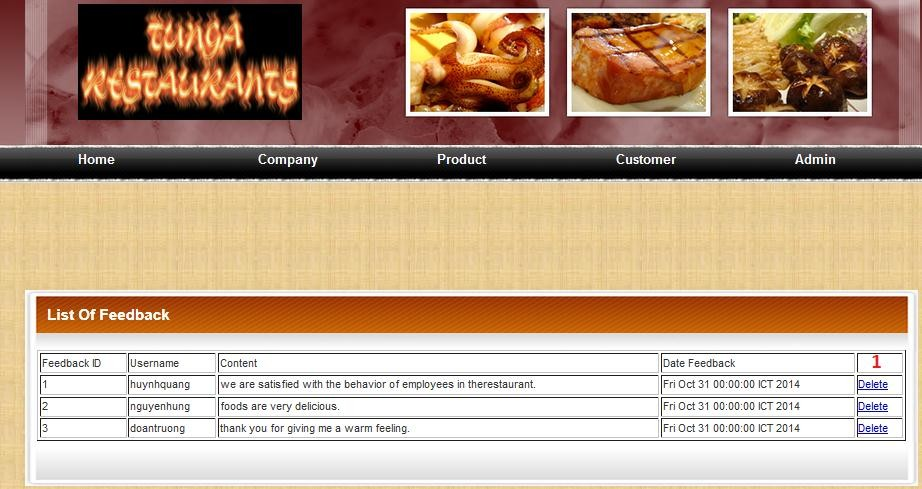 TUNGA
RESTAURANTS
Home Company Product Customer Admin
List Of Feedback
Feedback ID Username Content Date Feedback 1
1 huynhquang we are satisfied with the behavior of employees in therestaurant. Fri Oct 31 00:00:00 ICT 2014 Delete
2 nguyenhung foods are very delicious. Fri Oct 31 00:00:00 ICT 2014 Delete
3 doantruong thank you for giving me a warm feeling. Fri Oct 31 00:00:00 ICT 2014 Delete